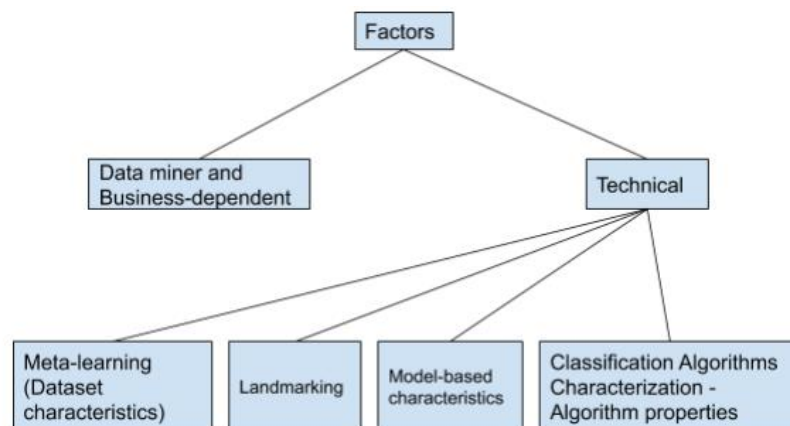 Factors
Data miner and
Business-dependent
Technical
Meta-learning
(Dataset
characteristics)
Landmarking
Model-based
characteristics
Classification Algorithms
Characterization -
Algorithm properties